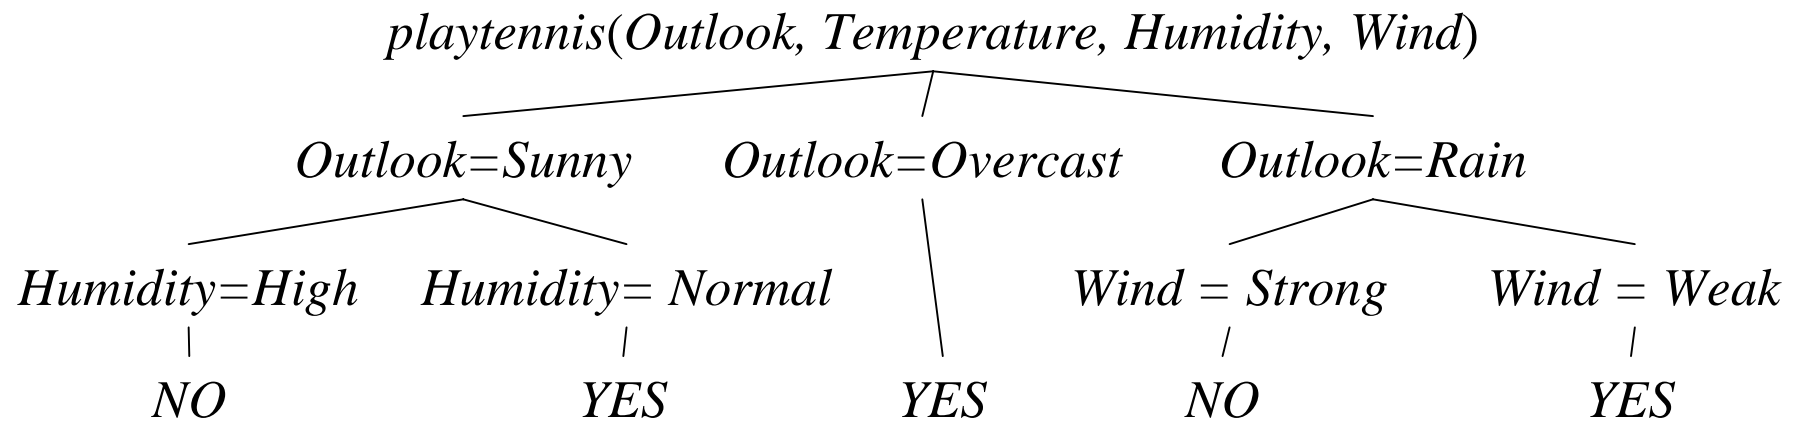 playtennis(Outlook, Temperature, Humidity, Wind)
Outlook=Sunny Outlook=Overcast Outlook=Rain
Humidity=High Humidity= Normal Wind = Strong Wind = Weak
NO YES YES NO YES